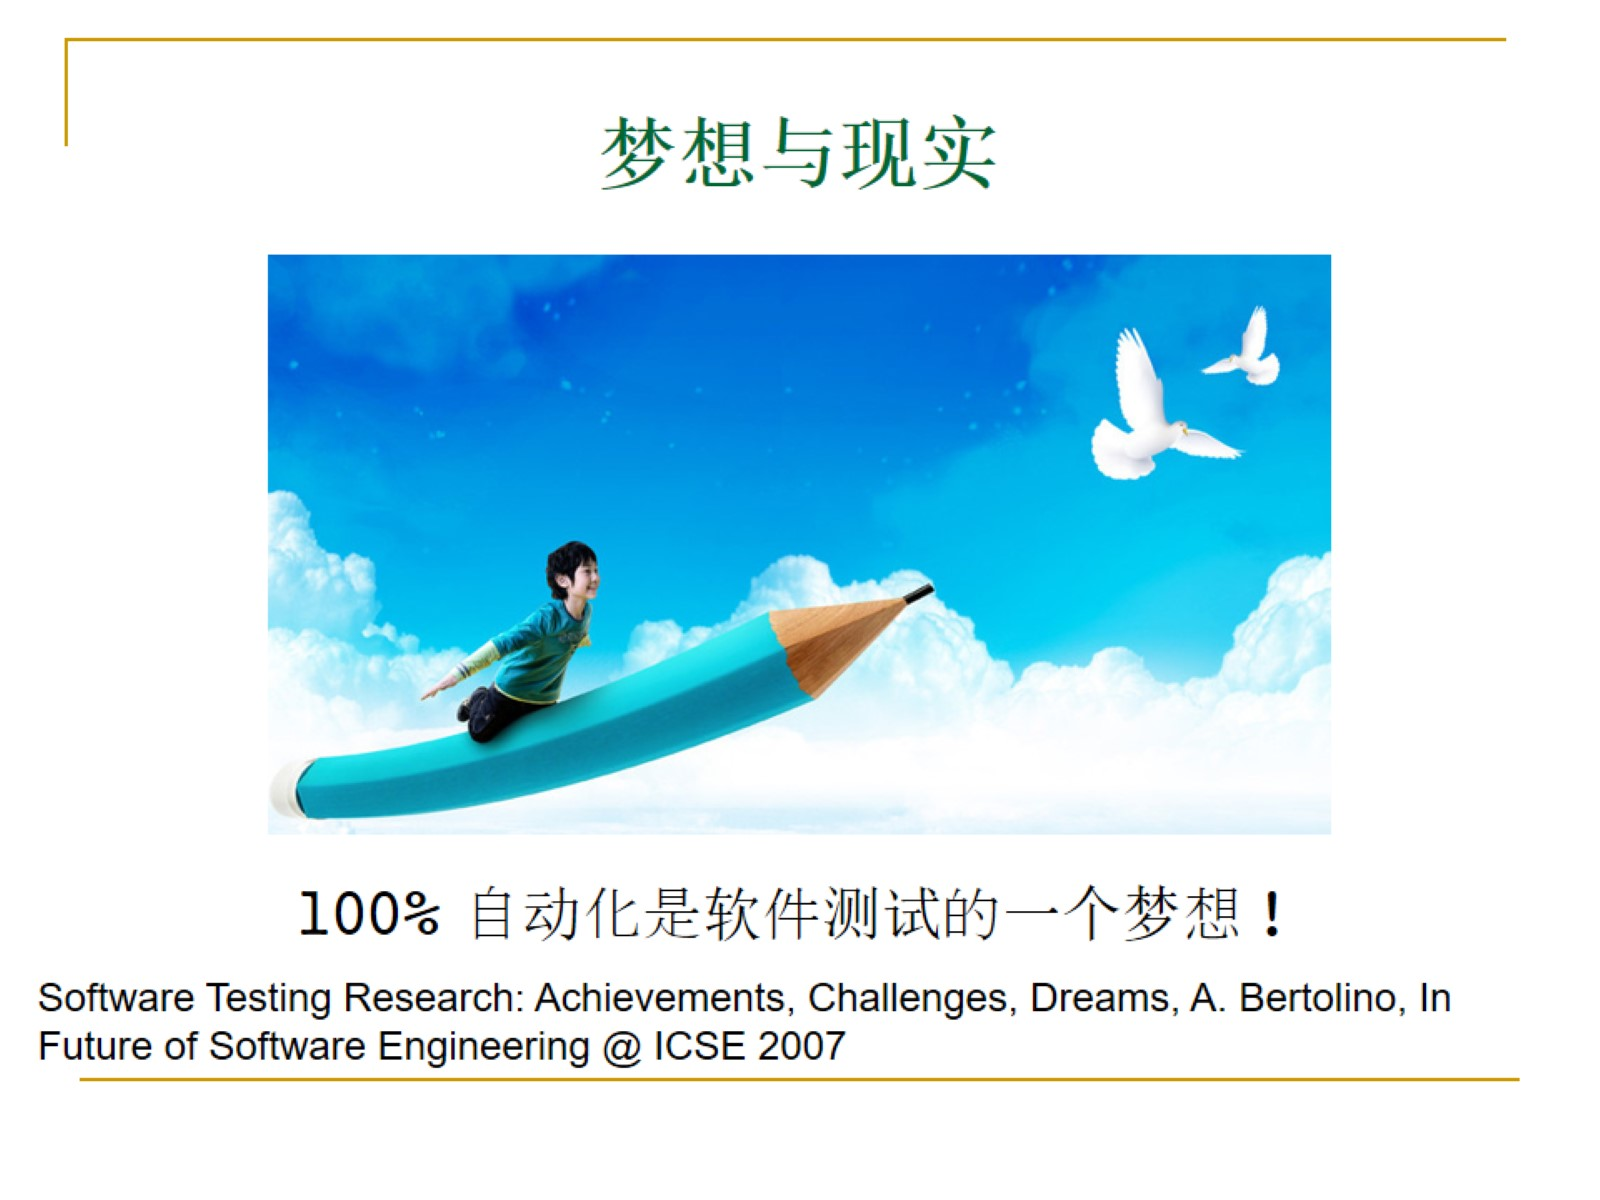 梦想与现实
100% 自动化是软件测试的一个梦想！
Software Testing Research: Achievements, Challenges, Dreams, A. Bertolino, In
Future of Software Engineering @ ICSE 2007